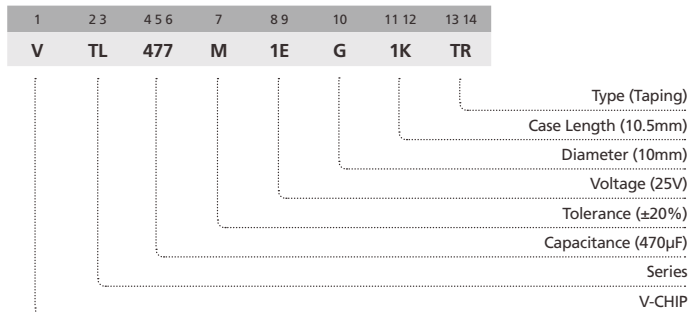 1 2 3 4 5 6 7 8 9 10 11 12 13 14
V TL 477 M 1E G 1K TR
Type (Taping)
Case Length (10.5mm)
Diameter (10mm)
Voltage (25V)
Tolerance (±20%)
Capacitance (470µF)
Series
V-CHIP